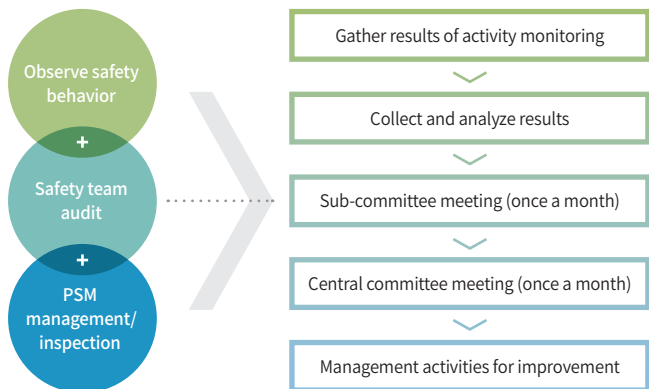 Observe safety
behavior
+
Safety team
audit
+
PSM
management/
inspection
Gather results of activity monitoring
Collect and analyze results
Sub-committee meeting (once a month)
Central committee meeting (once a month)
Management activities for improvement